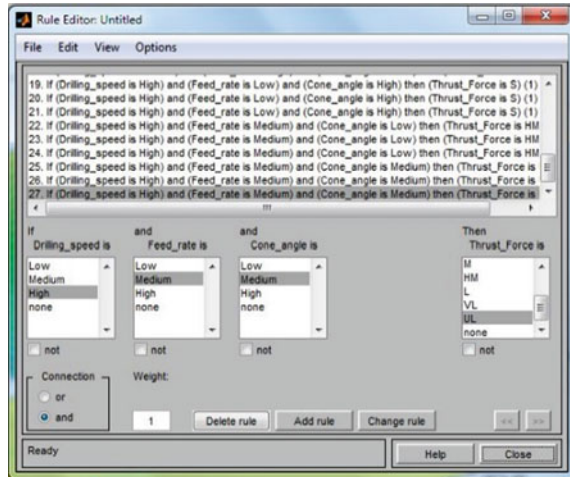 Rule Editor: Untitled
File Edit View Options
19. If (Drilling_speed is High) and (Feed_rate is Low) and (Cone_angle is High) then (Thrust_Force is S) (1)
20. If (Drilling_speed is High) and (Feed_rate is Low) and (Cone_angle is High) then (Thrust_Force is S) (1)
21. If (Drilling_speed is High) and (Feed_rate is Low) and (Cone_angle is High) then (Thrust_Force is S) (1)
22. If (Drilling_speed is High) and (Feed_rate is Medium) and (Cone_angle is Low) then (Thrust_Force is HM
23. If (Drilling_speed is High) and (Feed_rate is Medium) and (Cone_angle is Low) then (Thrust_Force is HM
24. If (Drilling_speed is High) and (Feed_rate is Medium) and (Cone_angle is Low) then (Thrust_Force is HM
25. If (Drilling_speed is High) and (Feed_rate is Medium) and (Cone_angle is Medium) then (Thrust_Force is
26. If (Drilling_speed is High) and (Feed_rate is Medium) and (Cone_angle is Medium) then (Thrust_Force is
27. If (Drilling_speed is High) and (Feed_rate is Medium) and (Cone_angle is Medium) then (Thrust_Force is
If and and Then
Drilling_speed is Feed_rate is Cone_angle is Thrust_Force is
Low Low Low M
Medium Medium Medium HM
High High High L
none none none VL
UL
none
not not not not
Connection Weight:
or
and 1 Delete rule Add rule Change rule << >>
Ready Help Close